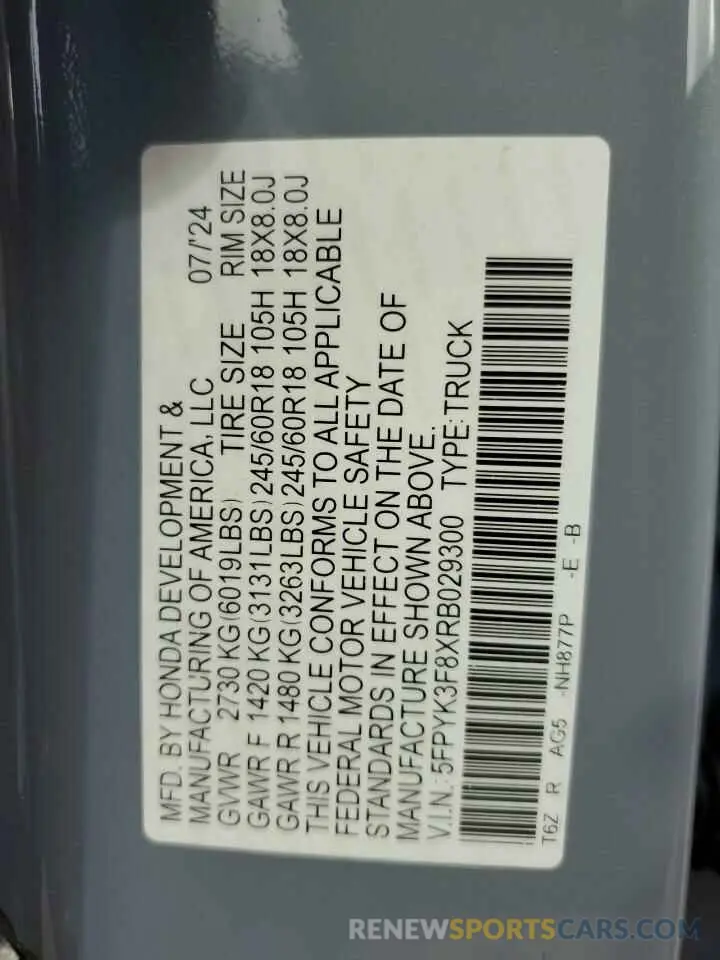 MFD. BY HONDA DEVELOPMENT &
MANUFACTURING OF AMERICA, LLC 07/'24
GVWR 2730 KG(6019LBS) TIRE SIZE RIM SIZE
GAWR F 1420 KG(3131LBS) 245/60R18 105H 18X8.0J
GAWR R 1480 KG(3263LBS) 245/60R18 105H 18X8.0J
THIS VEHICLE CONFORMS TO ALL APPLICABLE
FEDERAL MOTOR VEHICLE SAFETY
STANDARDS IN EFFECT ON THE DATE OF
MANUFACTURE SHOWN ABOVE.
V.I.N.: 5FPYK3F8XRB029300 TYPE: TRUCK
T6Z R AG5 -NH877P -E -B
RENEWSPORTSCARS.COM